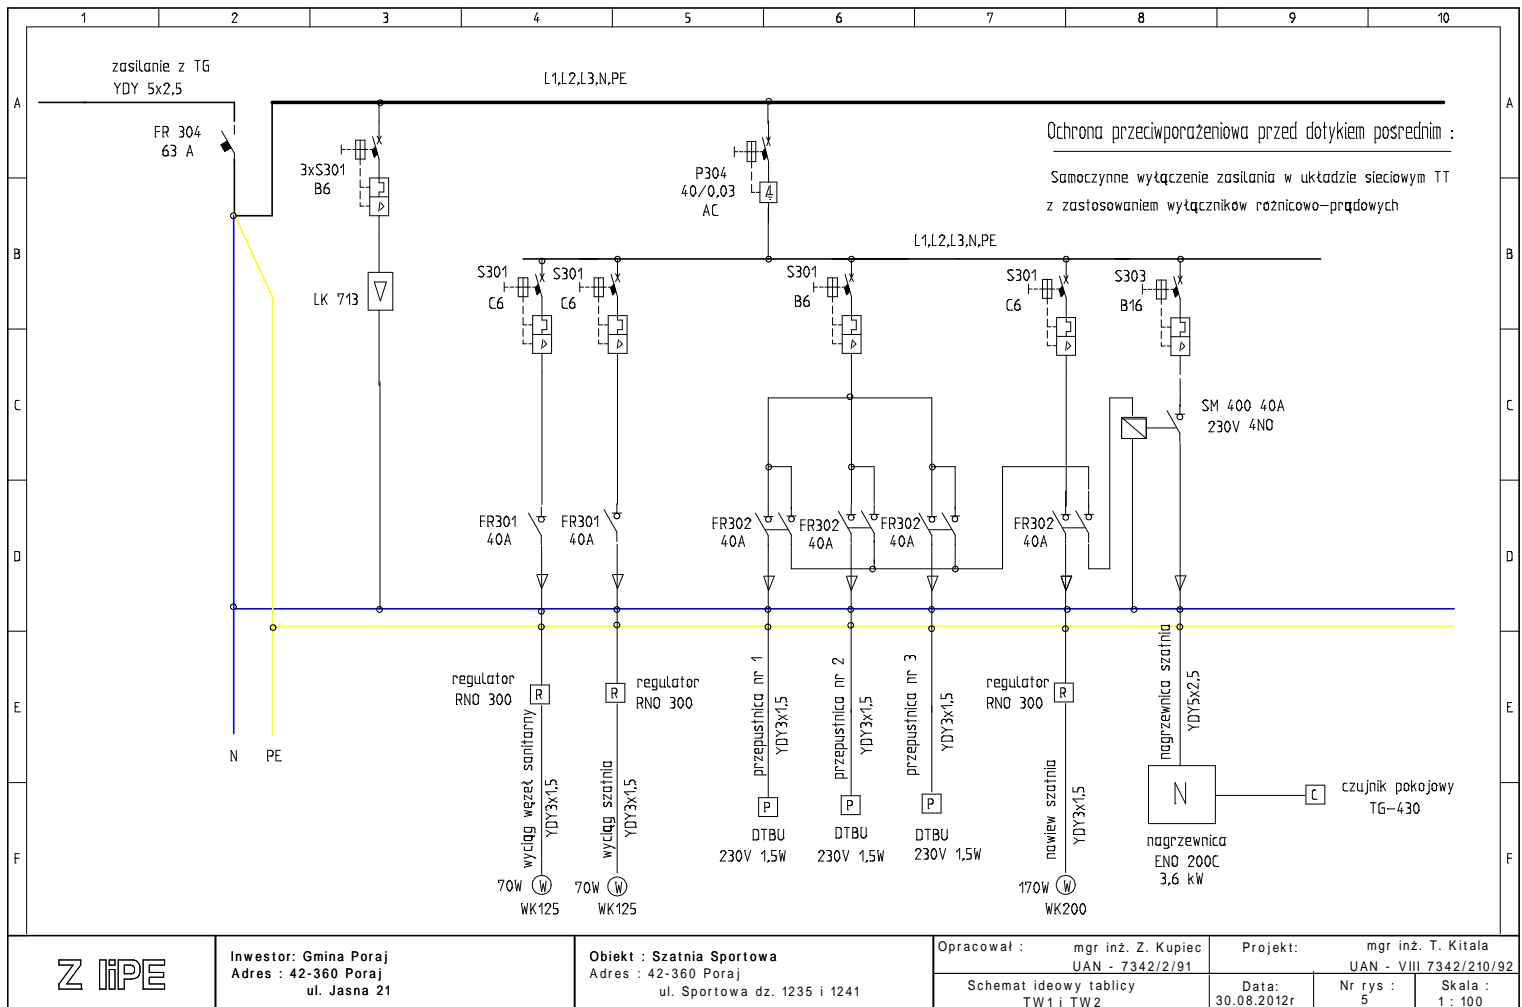 1 2 3 4 5 6 7 8 9 10
zasilanie z TG
YDY 5x2,5
L1,L2,L3,N,PE
A
A
FR 304
63 A
3xS301
B6
P304
40/0,03
AC
Ochrona przeciwporażeniowa przed dotykiem pośrednim :
Samoczynne wyłączenie zasilania w układzie sieciowym TT
z zastosowaniem wyłączników różnicowo-prądowych
B
B
L1,L2,L3,N,PE
LK 713
S301
C6
S301
C6
S301
B6
S301
C6
S303
B16
C
C
SM 400 40A
230V 4NO
FR301
40A
FR301
40A
FR302
40A
FR302
40A
FR302
40A
FR302
40A
D
D
regulator
RNO 300
R
R
regulator
RNO 300
przepustnica nr 1
YDY3x1,5
przepustnica nr 2
YDY3x1,5
przepustnica nr 3
YDY3x1,5
regulator
RNO 300
R
nagrzewnica szatnia
YDY5x2,5
E
E
N
PE
wyciąg węzeł sanitarny
YDY3x1,5
wyciąg szatnia
YDY3x1,5
nawiew szatnia
YDY3x1,5
P
DTBU
230V 1,5W
P
DTBU
230V 1,5W
P
DTBU
230V 1,5W
N
nagrzewnica
ENO 200C
3,6 kW
C
czujnik pokojowy
TG-430
F
F
70W
W
WK125
70W
W
WK125
170W
W
WK200
Z IiPE
Inwestor: Gmina Poraj
Adres : 42-360 Poraj
ul. Jasna 21
Obiekt : Szatnia Sportowa
Adres : 42-360 Poraj
ul. Sportowa dz. 1235 i 1241
Opracował :
mgr inż. Z. Kupiec
UAN - 7342/2/91
Projekt:
mgr inż. T. Kitala
UAN - VIII 7342/210/92
Schemat ideowy tablicy
TW1 i TW2
Data:
30.08.2012r
Nr rys :
5
Skala :
1 : 100